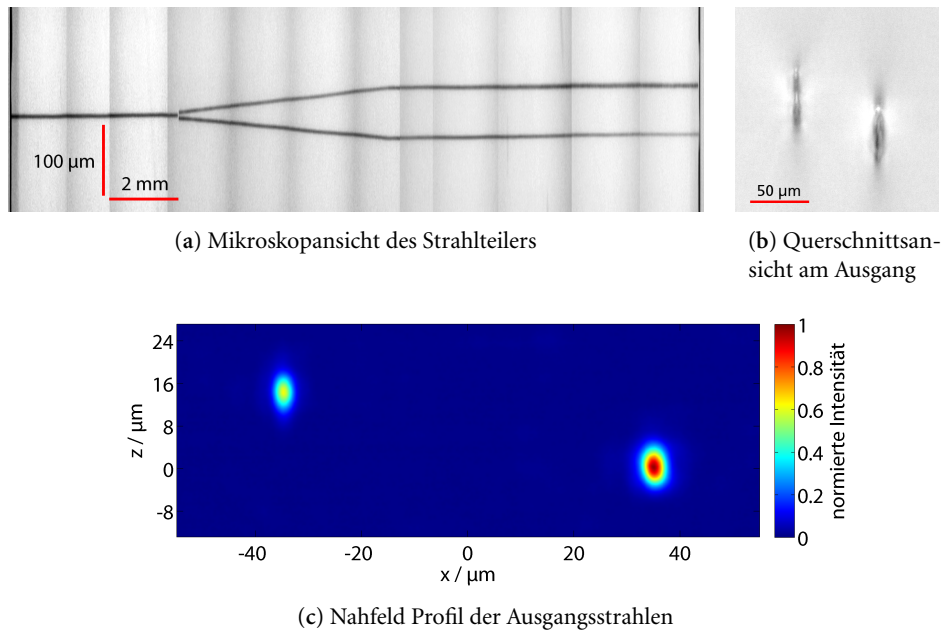 100 µm
2 mm
50 µm
(a) Mikroskopansicht des Strahlteilers
(b) Querschnittsan-
sicht am Ausgang
24
16
8
0
-8
z / µm
-40
-20
0
20
40
x / µm
1
0.8
0.6
0.4
0.2
0
normierte Intensität
(c) Nahfeld Profil der Ausgangsstrahlen